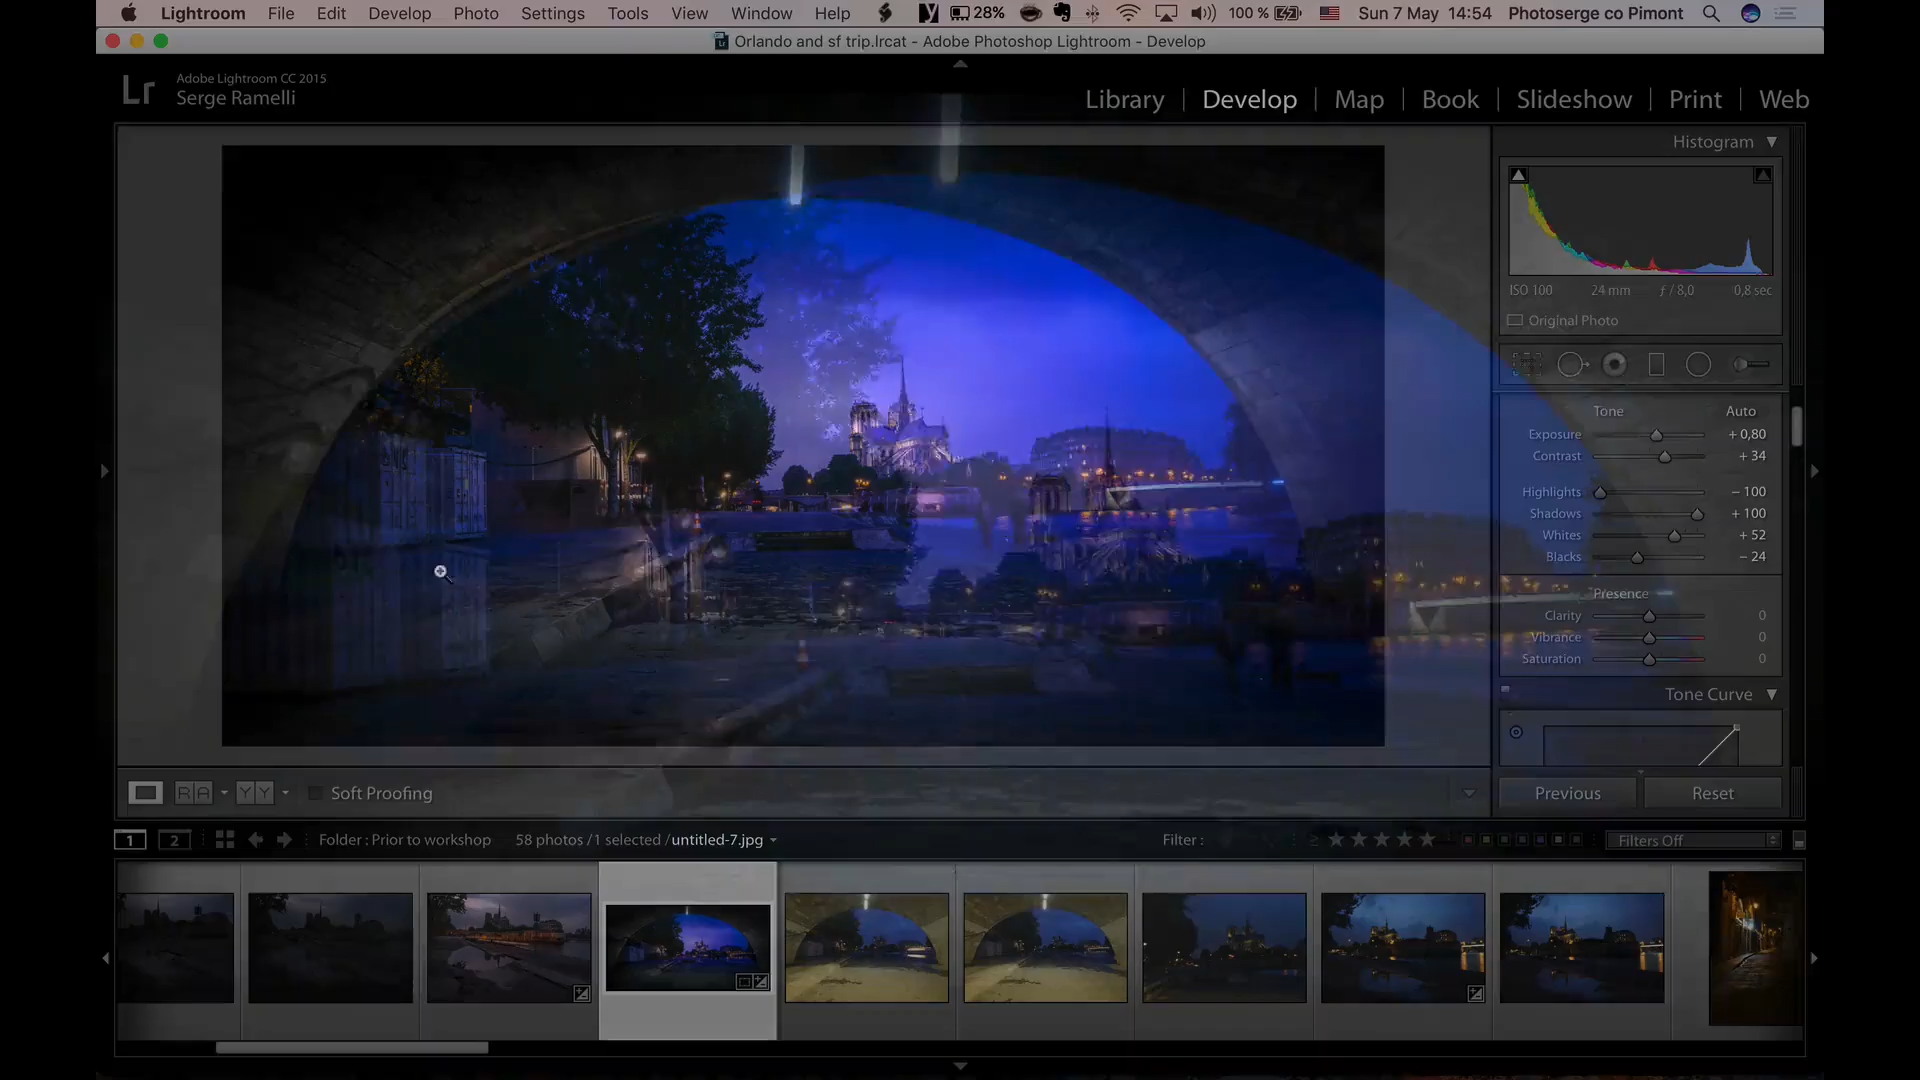 Lightroom File Edit Develop Photo Settings Tools View Window Help 28% 100 % Sun 7 May 14:54 Photoserge co Pimont
Orlando and sf trip.lrcat - Adobe Photoshop Lightroom - Develop
Lr
Adobe Lightroom CC 2015
Serge Ramelli
Library | Develop | Map | Book | Slideshow | Print | Web
Histogram
ISO 100 24 mm ƒ / 8,0 0,8 sec
Original Photo
Tone Auto
Exposure + 0,80
Contrast + 34
Highlights – 100
Shadows + 100
Whites + 52
Blacks – 24
Presence
Clarity 0
Vibrance 0
Saturation 0
Tone Curve
R A Y Y Soft Proofing
Previous Reset
1 2 Folder : Prior to workshop 58 photos /1 selected /untitled-7.jpg Filter : ≥ Filters Off